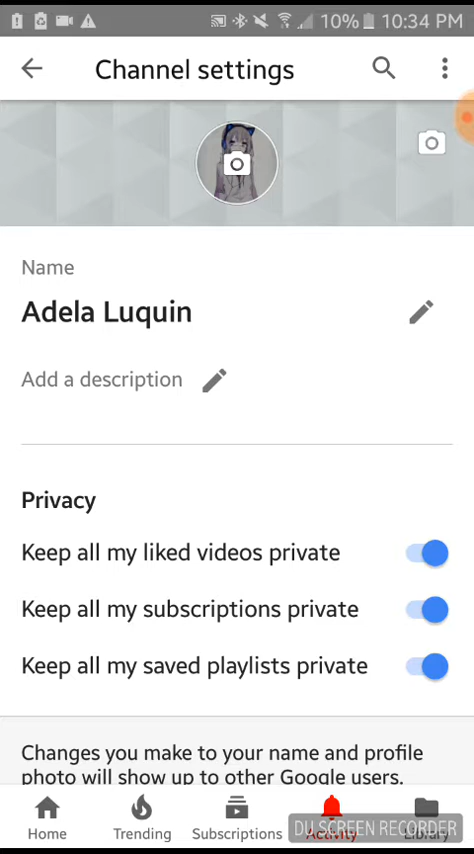 10% 10:34 PM
Channel settings
Name
Adela Luquin
Add a description
Privacy
Keep all my liked videos private
Keep all my subscriptions private
Keep all my saved playlists private
Changes you make to your name and profile
photo will show up to other Google users.
Home Trending Subscriptions Activity Library
DU SCREEN RECORDER